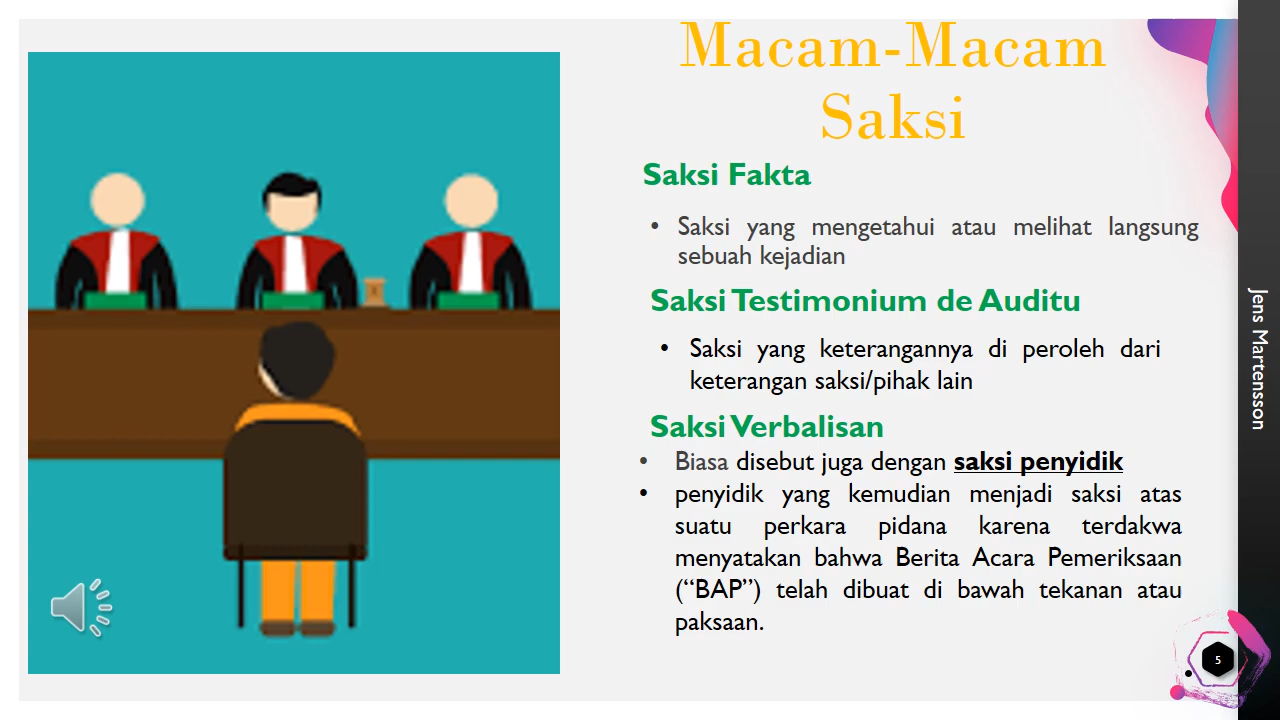 Macam-Macam
Saksi
Saksi Fakta
• Saksi yang mengetahui atau melihat langsung
sebuah kejadian
Saksi Testimonium de Auditu
• Saksi yang keterangannya di peroleh dari
keterangan saksi/pihak lain
Saksi Verbalisan
• Biasa disebut juga dengan saksi penyidik
• penyidik yang kemudian menjadi saksi atas
suatu perkara pidana karena terdakwa
menyatakan bahwa Berita Acara Pemeriksaan
(“BAP”) telah dibuat di bawah tekanan atau
paksaan.
Jens Martensson
5